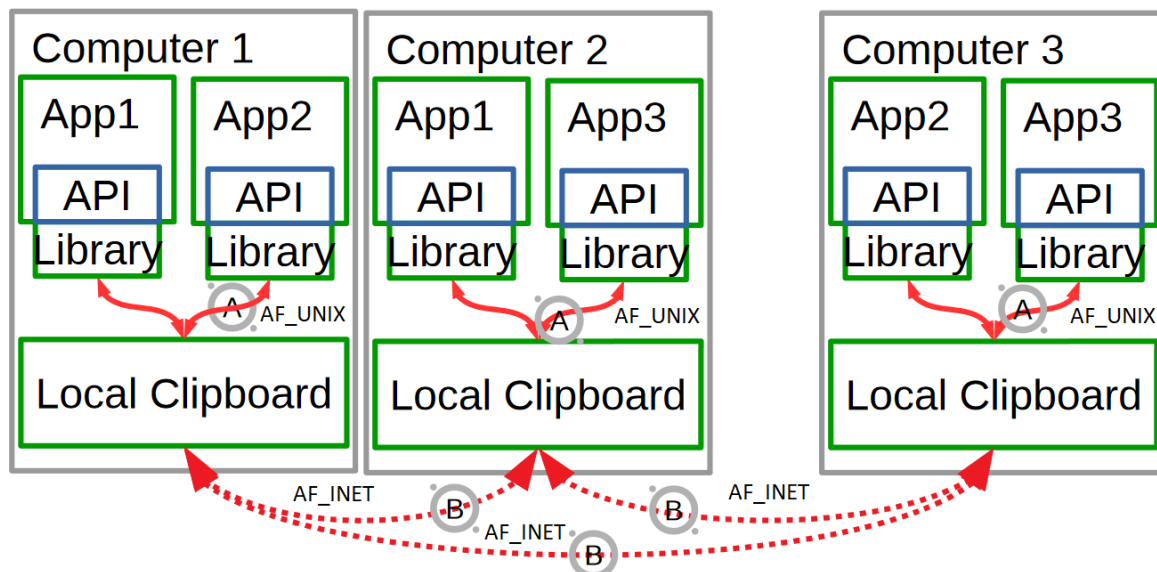 Computer 1
Computer 2
Computer 3
App1
App2
App1
App3
App2
App3
API
API
API
API
API
API
Library
Library
Library
Library
Library
Library
A
AF_UNIX
A
AF_UNIX
A
AF_UNIX
Local Clipboard
Local Clipboard
Local Clipboard
AF_INET
B
B
AF_INET
AF_INET
B